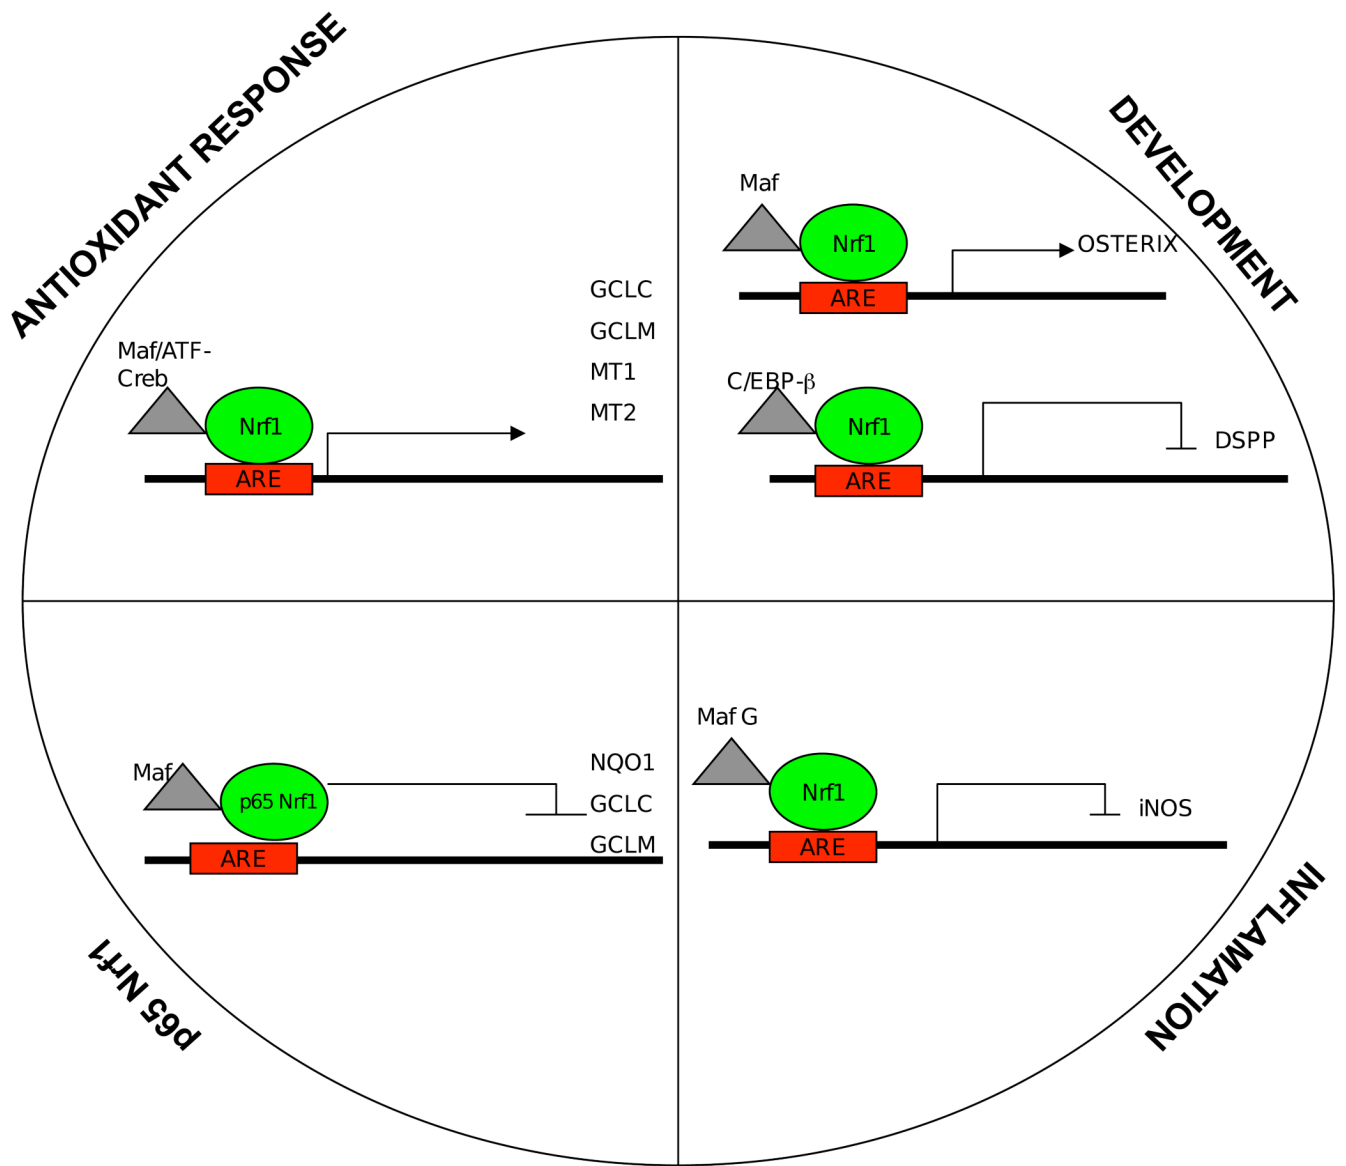 ANTIOXIDANT RESPONSE
GCLC
GCLM
MT1
MT2
Maf/ATF-
Creb
Nrf1
ARE
DEVELOPMENT
Maf
Nrf1
OSTERIX
ARE
C/EBP-β
Nrf1
DSPP
ARE
p65 Nrf1
Maf
p65 Nrf1
NQO1
GCLC
GCLM
ARE
INFLAMATION
Maf G
Nrf1
iNOS
ARE